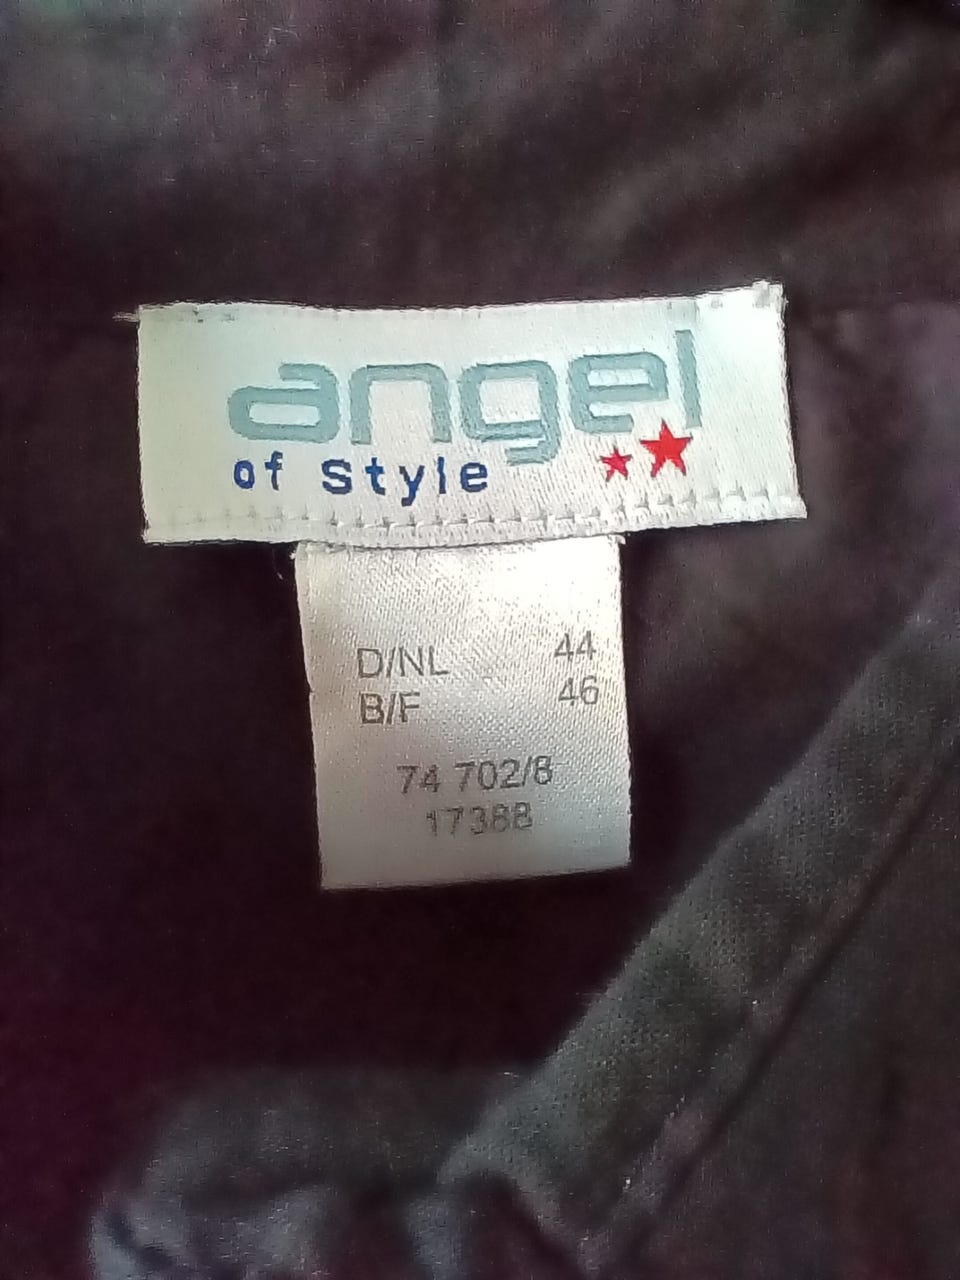 angel
of Style
D/NL 44
B/F 46
74 702/8
17388